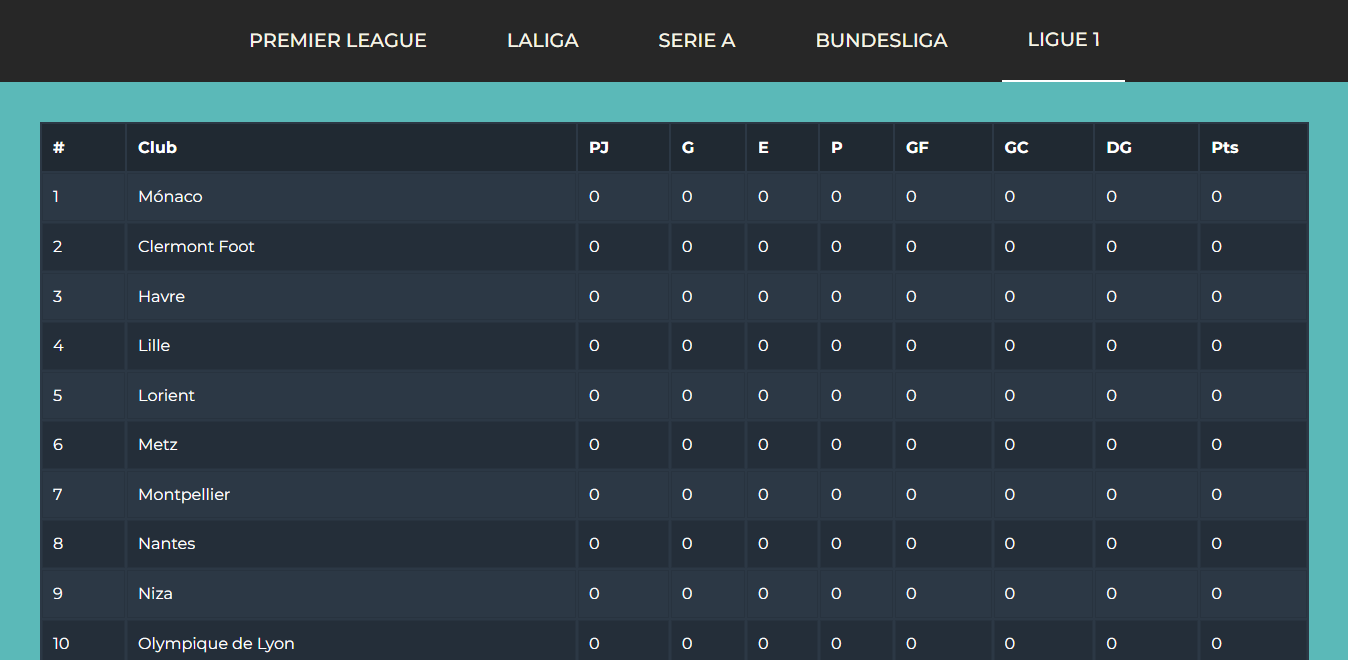 PREMIER LEAGUE LALIGA SERIE A BUNDESLIGA LIGUE 1
# Club PJ G E P GF GC DG Pts
1 Mónaco 0 0 0 0 0 0 0 0
2 Clermont Foot 0 0 0 0 0 0 0 0
3 Havre 0 0 0 0 0 0 0 0
4 Lille 0 0 0 0 0 0 0 0
5 Lorient 0 0 0 0 0 0 0 0
6 Metz 0 0 0 0 0 0 0 0
7 Montpellier 0 0 0 0 0 0 0 0
8 Nantes 0 0 0 0 0 0 0 0
9 Niza 0 0 0 0 0 0 0 0
10 Olympique de Lyon 0 0 0 0 0 0 0 0